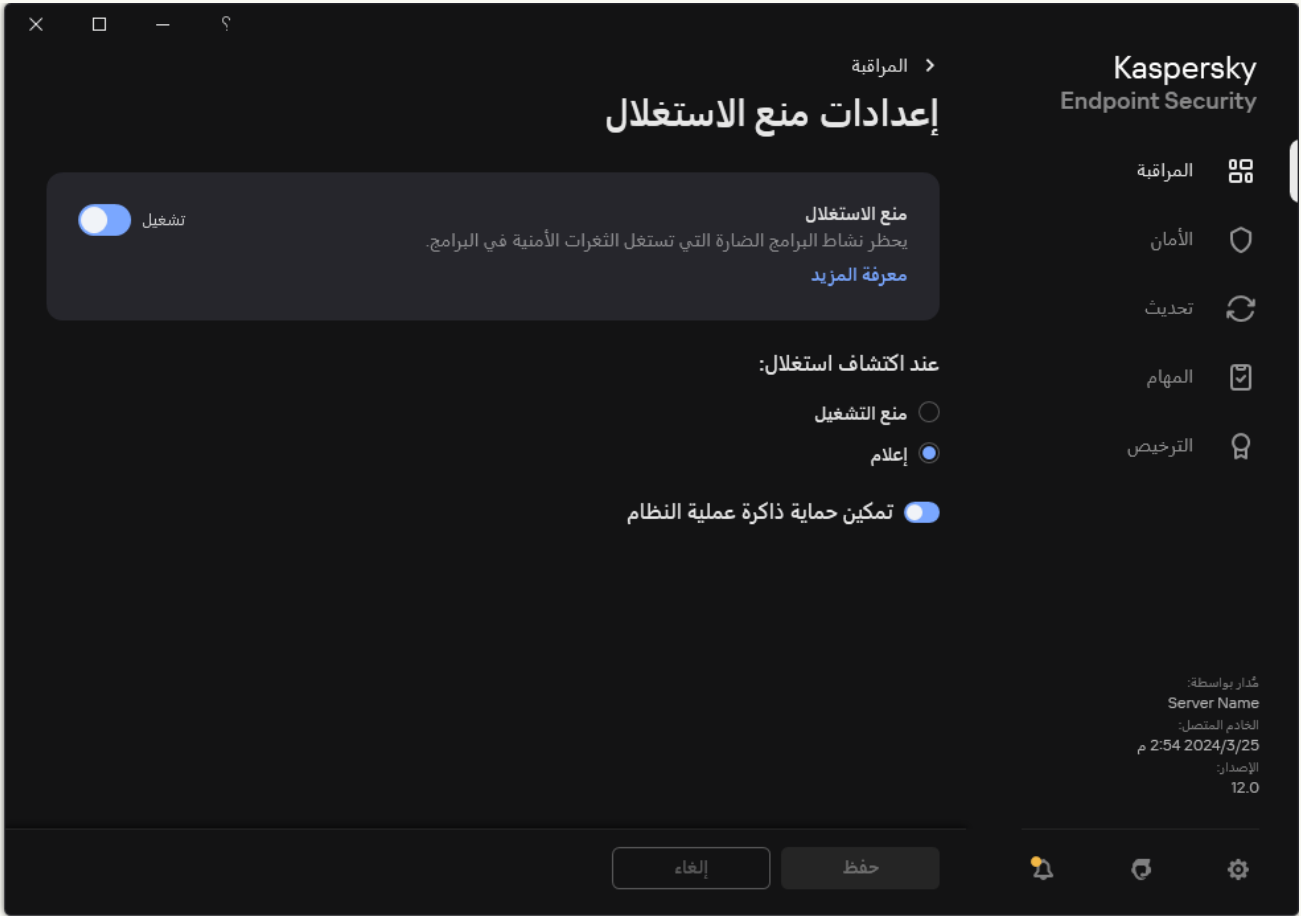 ؟
Kaspersky
Endpoint Security
المراقبة
الأمان
تحديث
المهام
الترخيص
مُدار بواسطة:
Server Name
الخادم المتصل:
2024/3/25 2:54 م
الإصدار:
12.0
المراقبة
إعدادات منع الاستغلال
منع الاستغلال
تشغيل
يحظر نشاط البرامج الضارة التي تستغل الثغرات الأمنية في البرامج.
معرفة المزيد
عند اكتشاف استغلال:
منع التشغيل
إعلام
تمكين حماية ذاكرة عملية النظام
حفظ
إلغاء